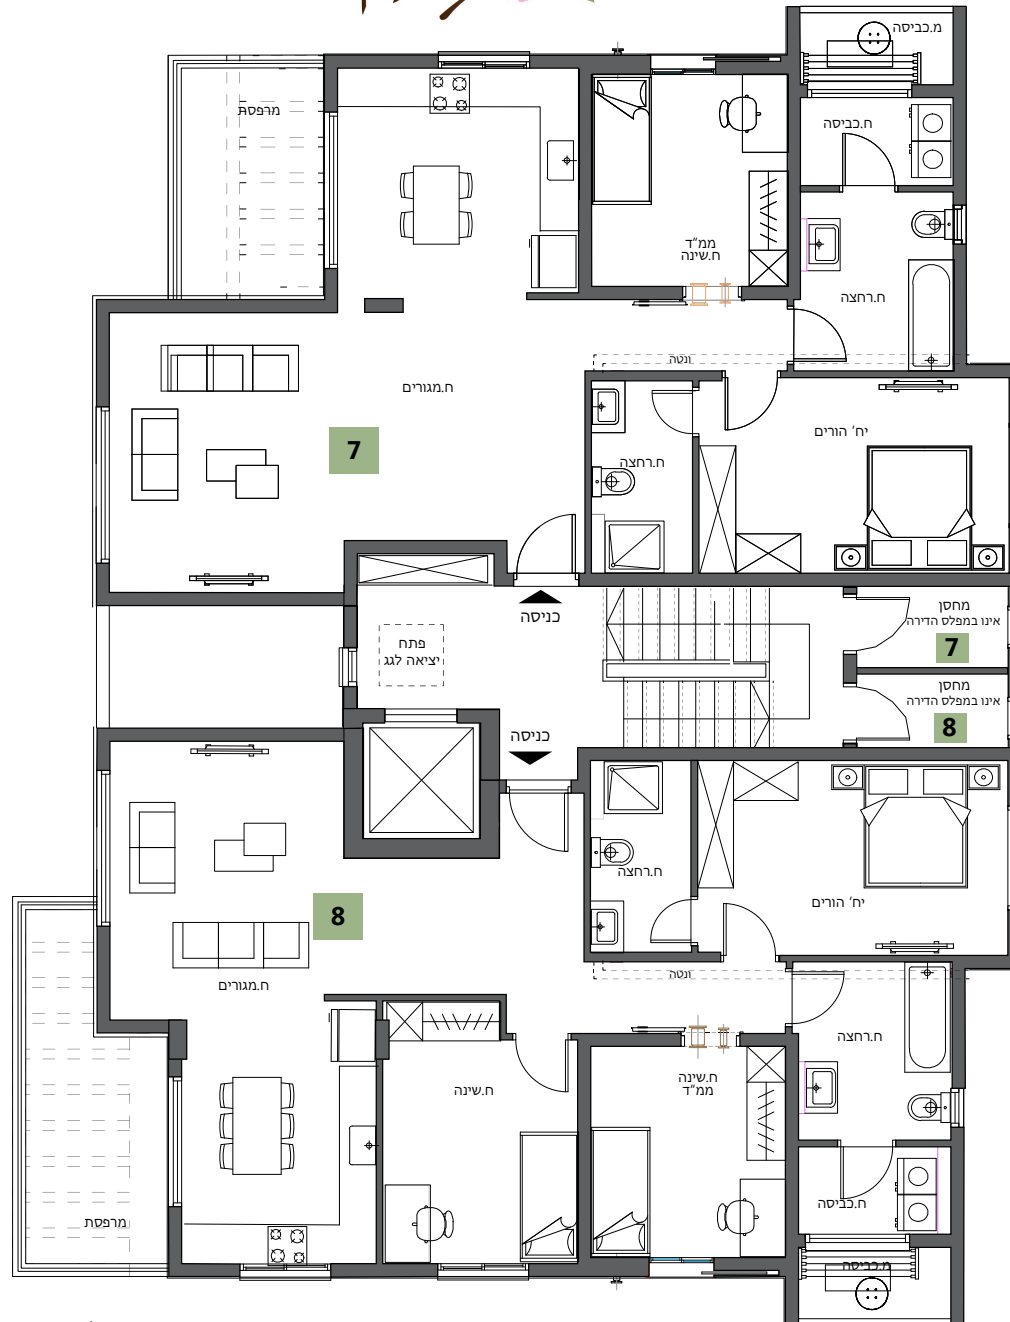 מ.כביסה
מרפסת
ח.כביסה
ממ"ד
ח.שינה
ח.רחצה
ונטה
ח.מגורים
יח' הורים
7
ח.רחצה
כניסה
מחסן
אינו במפלס הדירה
7
פתח
יציאה לגג
מחסן
אינו במפלס הדירה
8
כניסה
ח.רחצה
יח' הורים
8
ונטה
ח.מגורים
ח.רחצה
ח.שינה
ממ"ד
ח.שינה
ח.כביסה
מרפסת
מ.כביסה